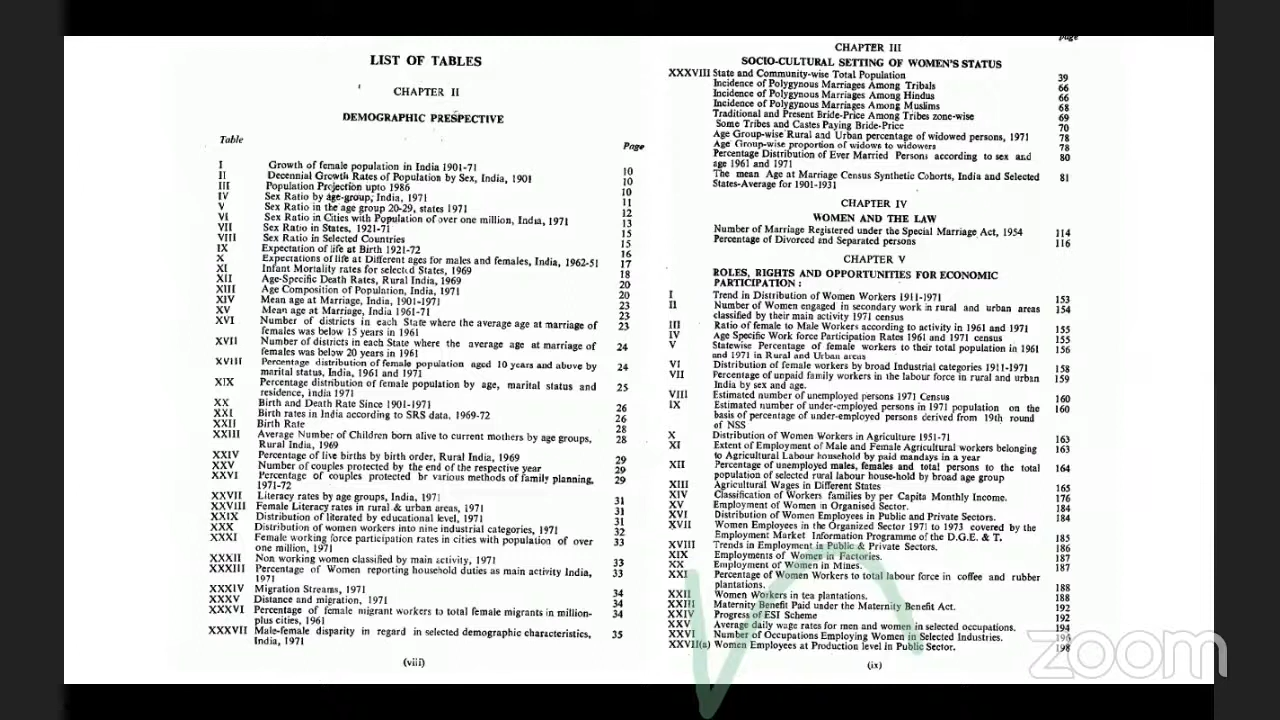 LIST OF TABLES
CHAPTER II
DEMOGRAPHIC PRESPECTIVE
Table Page
I Growth of female population in India 1901-71 10
II Decennial Growth Rates of Population by Sex, India, 1901 10
III Population Projection upto 1986 10
IV Sex Ratio by age-group, India, 1971 11
V Sex Ratio in the age group 20-29, states 1971 12
VI Sex Ratio in Cities with Population of over one million, India, 1971 13
VII Sex Ratio in States, 1921-71 15
VIII Sex Ratio in Selected Countries 15
IX Expectation of life at Birth 1921-72 16
X Expectations of life at Different ages for males and females, India, 1962-51 17
XI Infant Mortality rates for selected States, 1969 18
XII Age-Specific Death Rates, Rural India, 1969 20
XIII Age Composition of Population, India, 1971 20
XIV Mean age at Marriage, India, 1901-1971 23
XV Mean age at Marriage, India 1961-71 23
XVI Number of districts in each State where the average age at marriage of 23
females was below 15 years in 1961
XVII Number of districts in each State where the average age at marriage of 24
females was below 20 years in 1961
XVIII Percentage distribution of female population aged 10 years and above by 24
marital status, India, 1961 and 1971
XIX Percentage distribution of female population by age, marital status and 25
residence, India 1971
XX Birth and Death Rate Since 1901-1971 26
XXI Birth rates in India according to SRS data, 1969-72 26
XXII Birth Rate 28
XXIII Average Number of Children born alive to current mothers by age groups, 28
Rural India, 1969
XXIV Percentage of live births by birth order, Rural India, 1969 29
XXV Number of couples protected by the end of the respective year 29
XXVI Percentage of couples protected br various methods of family planning, 29
1971-72
XXVII Literacy rates by age groups, India, 1971 31
XXVIII Female Literacy rates in rural & urban areas, 1971 31
XXIX Distribution of literated by educational level, 1971 31
XXX Distribution of women workers into nine industrial categories, 1971 32
XXXI Female working force participation rates in cities with population of over 33
one million, 1971
XXXII Non working women classified by main activity, 1971 33
XXXIII Percentage of Women reporting household duties as main activity India, 33
1971
XXXIV Migration Streams, 1971 34
XXXV Distance and migration, 1971 34
XXXVI Percentage of female migrant workers to total female migrants in million- 34
plus cities, 1961
XXXVII Male-female disparity in regard in selected demographic characteristics, 35
India, 1971
(viii)
page
CHAPTER III
SOCIO-CULTURAL SETTING OF WOMEN'S STATUS
XXXVIII State and Community-wise Total Population 39
Incidence of Polygynous Marriages Among Tribals 66
Incidence of Polygynous Marriages Among Hindus 66
Incidence of Polygynous Marriages Among Muslims 68
Traditional and Present Bride-Price Among Tribes zone-wise 69
Some Tribes and Castes Paying Bride-Price 70
Age Group-wise Rural and Urban percentage of widowed persons, 1971 78
Age Group-wise proportion of widows to widowers 78
Percentage Distribution of Ever Married Persons according to sex and 80
age 1961 and 1971
The mean Age at Marriage Census Synthetic Cohorts, India and Selected 81
States-Average for 1901-1931
CHAPTER IV
WOMEN AND THE LAW
Number of Marriage Registered under the Special Marriage Act, 1954 114
Percentage of Divorced and Separated persons 116
CHAPTER V
ROLES, RIGHTS AND OPPORTUNITIES FOR ECONOMIC
PARTICIPATION :
I Trend in Distribution of Women Workers 1911-1971 153
II Number of Women engaged in secondary work in rural and urban areas 154
classified by their main activity 1971 census
III Ratio of female to Male Workers according to activity in 1961 and 1971 155
IV Age Specific Work force Participation Rates 1961 and 1971 census 155
V Statewise Percentage of female workers to their total population in 1961 156
and 1971 in Rural and Urban areas
VI Distribution of female workers by broad Industrial categories 1911-1971 158
VII Percentage of unpaid family workers in the labour force in rural and urban 159
India by sex and age.
VIII Estimated number of unemployed persons 1971 Census 160
IX Estimated number of under-employed persons in 1971 population on the 160
basis of percentage of under-employed persons derived from 19th round
of NSS
X Distribution of Women Workers in Agriculture 1951-71 163
XI Extent of Employment of Male and Female Agricultural workers belonging 163
to Agricultural Labour household by paid mandays in a year
XII Percentage of unemployed males, females and total persons to the total 164
population of selected rural labour house-hold by broad age group
XIII Agricultural Wages in Different States 165
XIV Classification of Workers families by per Capita Monthly Income. 176
XV Employment of Women in Organised Sector. 184
XVI Distribution of Women Employees in Public and Private Sectors. 184
XVII Women Employees in the Organized Sector 1971 to 1973 covered by the
Employment Market Information Programme of the D.G.E. & T. 185
XVIII Trends in Employment in Public & Private Sectors. 186
XIX Employments of Women in Factories. 187
XX Employment of Women in Mines. 187
XXI Percentage of Women Workers to total labour force in coffee and rubber
plantations. 188
XXII Women Workers in tea plantations. 188
XXIII Maternity Benefit Paid under the Maternity Benefit Act. 192
XXIV Progress of ESI Scheme 192
XXV Average daily wage rates for men and women in selected occupations. 194
XXVI Number of Occupations Employing Women in Selected Industries. 196
XXVII(a) Women Employees at Production level in Public Sector. 198
(ix)
zoom